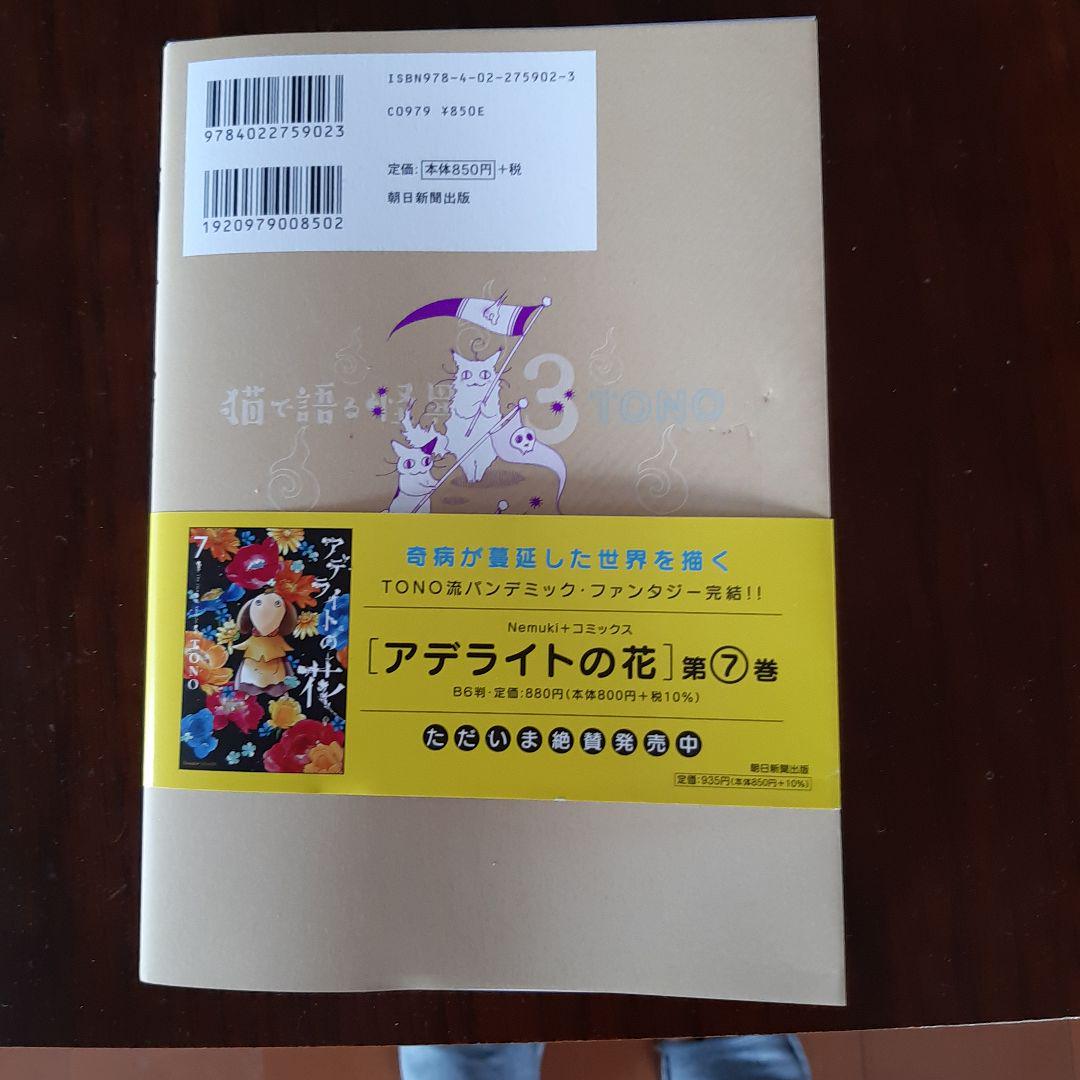 ISBN978-4-02-275902-3
C0979 ¥850E
9784022759023
定価: 本体850円 +税
朝日新聞出版
1920979008502
猫で語る怪異 3 TONO
7 アデライトの花 TONO
奇病が蔓延した世界を描く
TONO流パンデミック・ファンタジー完結!!
Nemuki+コミックス
[アデライトの花] 第⑦巻
B6判・定価:880円(本体800円+税10%)
ただいま絶賛発売中
朝日新聞出版
定価:935円(本体850円+10%)